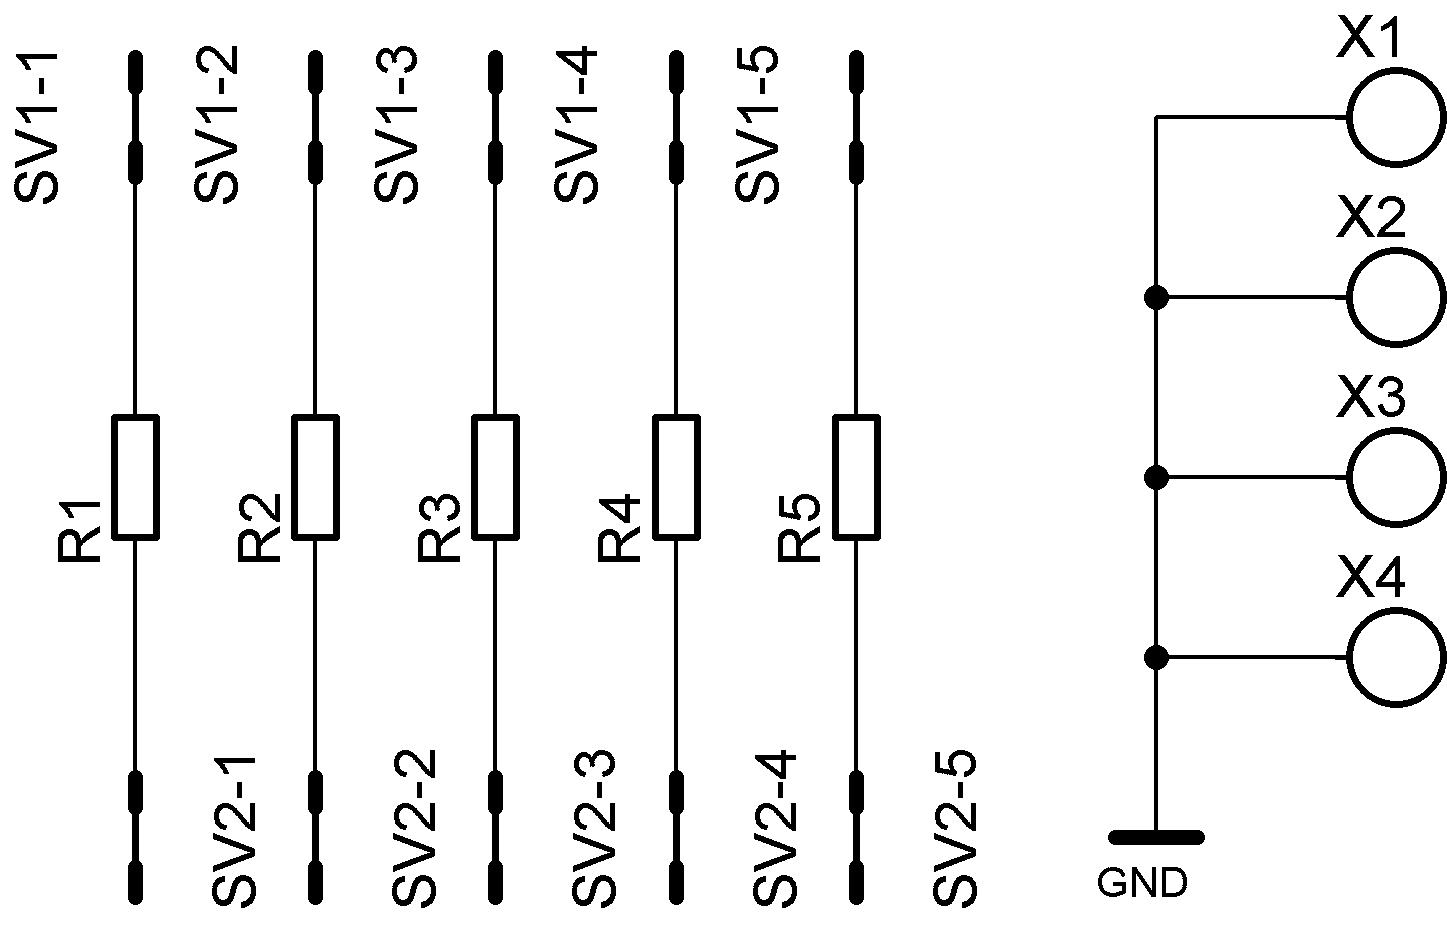 SV1-1
SV1-2
SV1-3
SV1-4
SV1-5
X1
X2
X3
X4
R1
R2
R3
R4
R5
SV2-1
SV2-2
SV2-3
SV2-4
SV2-5
GND